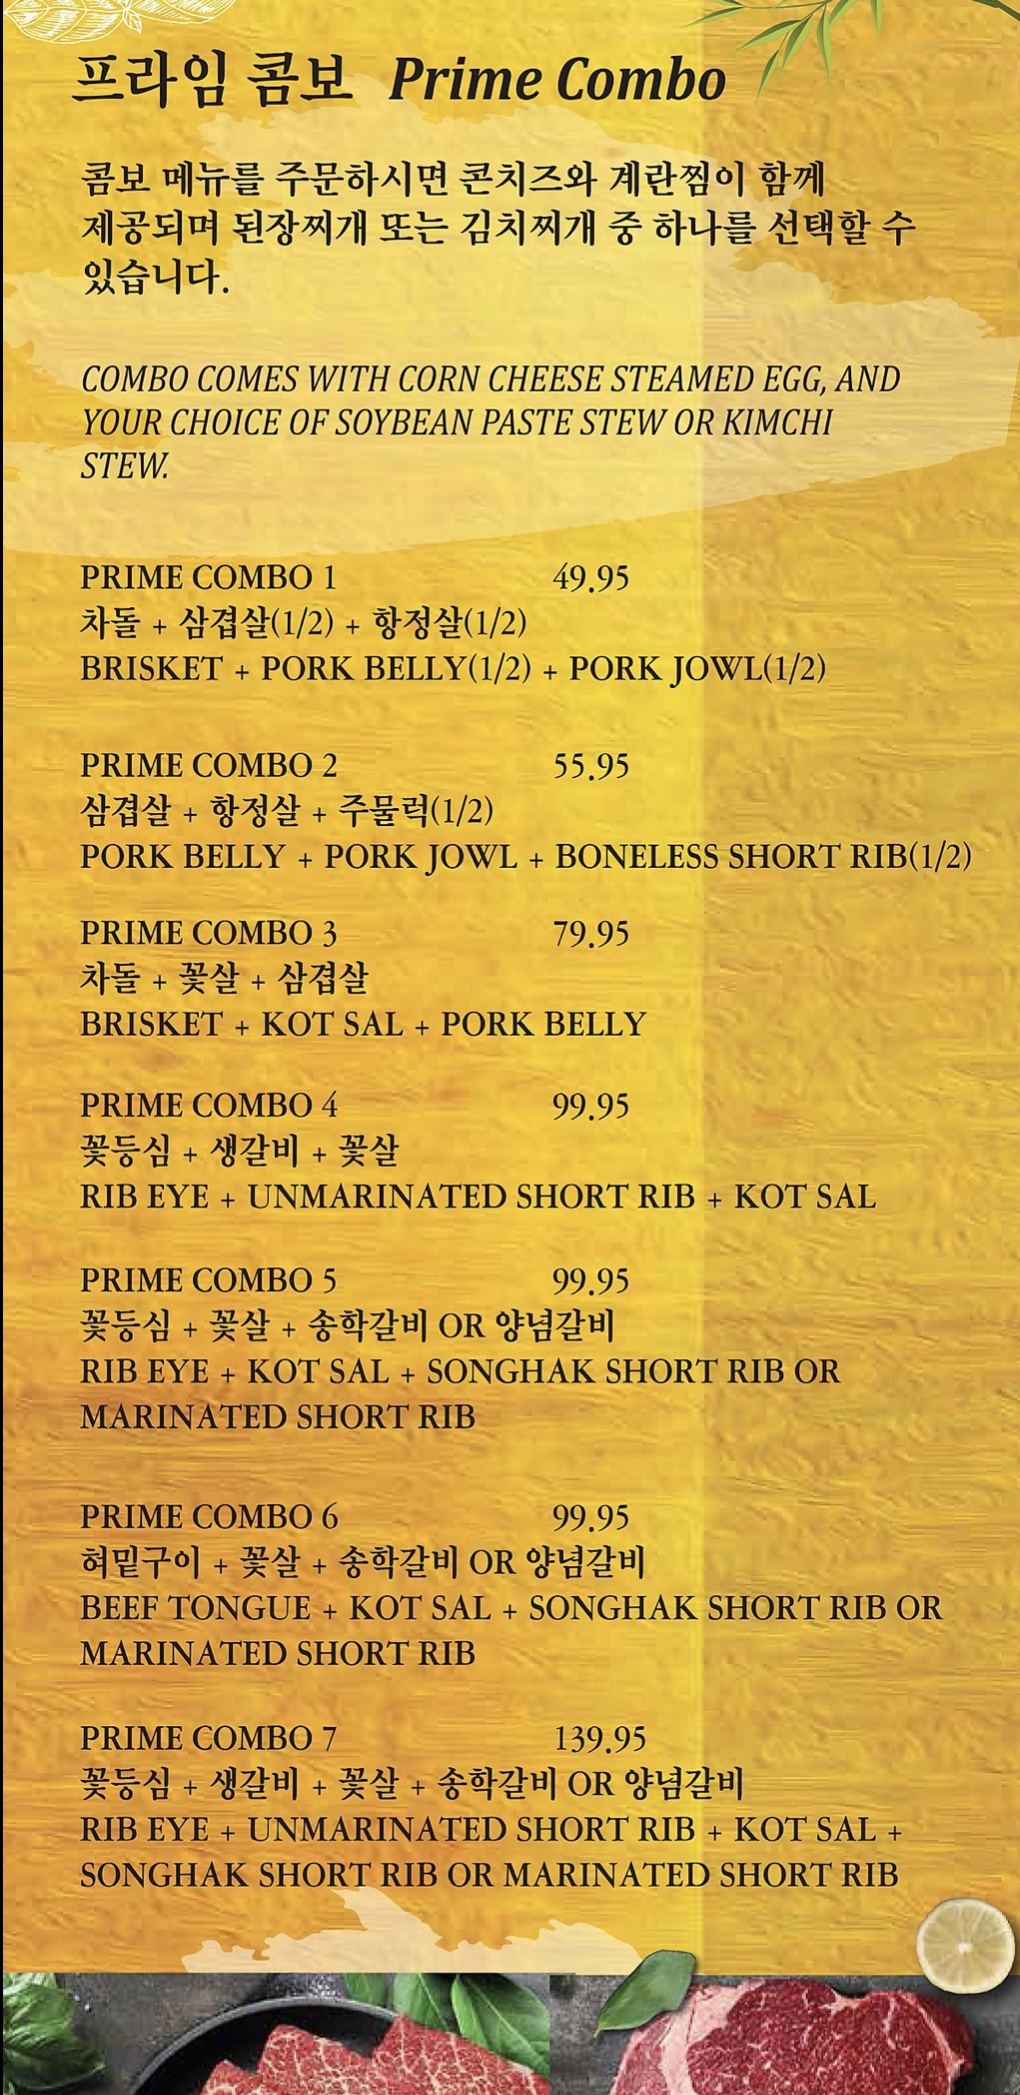 프라임 콤보 Prime Combo
콤보 메뉴를 주문하시면 콘치즈와 계란찜이 함께
제공되며 된장찌개 또는 김치찌개 중 하나를 선택할 수
있습니다.
COMBO COMES WITH CORN CHEESE STEAMED EGG, AND
YOUR CHOICE OF SOYBEAN PASTE STEW OR KIMCHI
STEW.
PRIME COMBO 1 49.95
차돌 + 삼겹살(1/2) + 항정살(1/2)
BRISKET + PORK BELLY(1/2) + PORK JOWL(1/2)
PRIME COMBO 2 55.95
삼겹살 + 항정살 + 주물럭(1/2)
PORK BELLY + PORK JOWL + BONELESS SHORT RIB(1/2)
PRIME COMBO 3 79.95
차돌 + 꽃살 + 삼겹살
BRISKET + KOT SAL + PORK BELLY
PRIME COMBO 4 99.95
꽃등심 + 생갈비 + 꽃살
RIB EYE + UNMARINATED SHORT RIB + KOT SAL
PRIME COMBO 5 99.95
꽃등심 + 꽃살 + 송학갈비 OR 양념갈비
RIB EYE + KOT SAL + SONGHAK SHORT RIB OR
MARINATED SHORT RIB
PRIME COMBO 6 99.95
혀밑구이 + 꽃살 + 송학갈비 OR 양념갈비
BEEF TONGUE + KOT SAL + SONGHAK SHORT RIB OR
MARINATED SHORT RIB
PRIME COMBO 7 139.95
꽃등심 + 생갈비 + 꽃살 + 송학갈비 OR 양념갈비
RIB EYE + UNMARINATED SHORT RIB + KOT SAL +
SONGHAK SHORT RIB OR MARINATED SHORT RIB